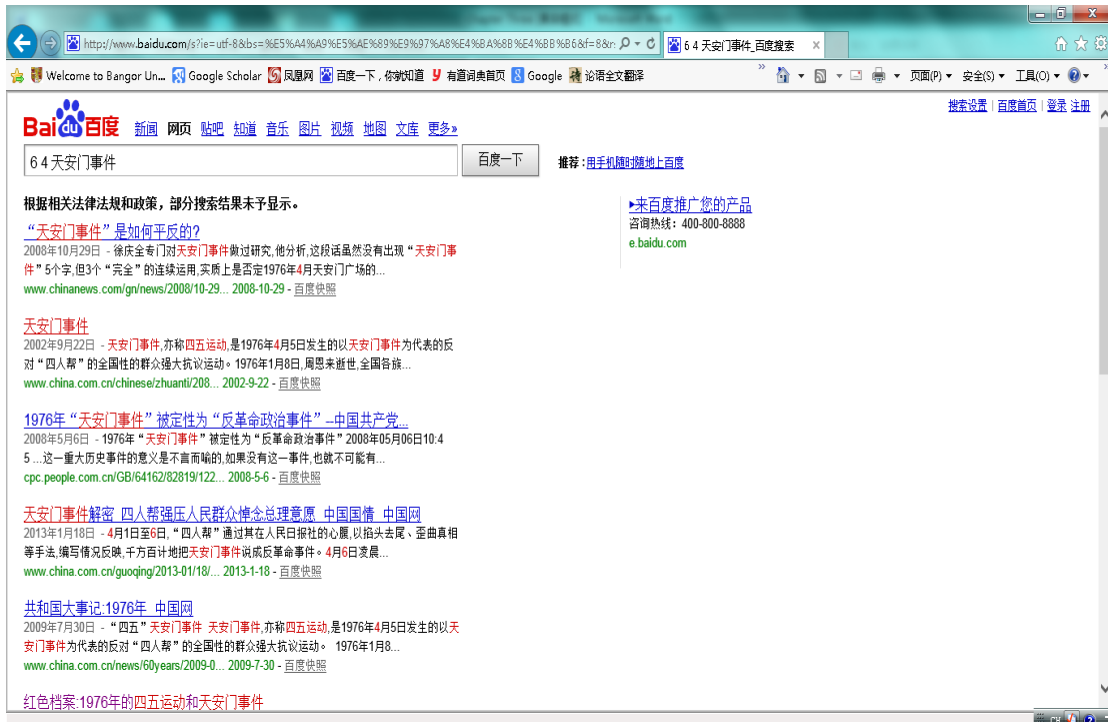 http://www.baidu.com/s?ie=utf-8&bs=%E5%A4%A9%E5%AE%89%E9%97%A8%E4%BA%8B%E4%BB%B6&f=8&r:
6 4 天安门事件_百度搜索
Welcome to Bangor Un... Google Scholar 凤凰网 百度一下，你就知道 有道词典首页 Google 论语全文翻译
页面(P) 安全(S) 工具(O)
搜索设置 | 百度首页 | 登录 注册
Bai du 百度 新闻 网页 贴吧 知道 音乐 图片 视频 地图 文库 更多»
6 4 天安门事件 百度一下 推荐 : 用手机随时随地上百度
根据相关法律法规和政策，部分搜索结果未予显示。
“天安门事件”是如何平反的?
2008年10月29日 - 徐庆全专门对天安门事件做过研究,他分析,这段话虽然没有出现“天安门事
件”5个字,但3个“完全”的连续运用,实质上是否定1976年4月天安门广场的...
www.chinanews.com/gn/news/2008/10-29... 2008-10-29 - 百度快照
天安门事件
2002年9月22日 - 天安门事件,亦称四五运动,是1976年4月5日发生的以天安门事件为代表的反
对“四人帮”的全国性的群众强大抗议运动。1976年1月8日,周恩来逝世,全国各族...
www.china.com.cn/chinese/zhuanti/208... 2002-9-22 - 百度快照
1976年“天安门事件”被定性为“反革命政治事件”--中国共产党...
2008年5月6日 - 1976年“天安门事件”被定性为“反革命政治事件”2008年05月06日10:4
5 ...这一重大历史事件的意义是不言而喻的,如果没有这一事件,也就不可能有...
cpc.people.com.cn/GB/64162/82819/122... 2008-5-6 - 百度快照
天安门事件解密_四人帮强压人民群众悼念总理意愿_中国国情_中国网
2013年1月18日 - 4月1日至6日,“四人帮”通过其在人民日报社的心腹,以掐头去尾、歪曲真相
等手法,编写情况反映,千方百计地把天安门事件说成反革命事件。4月6日凌晨...
www.china.com.cn/guoqing/2013-01/18/... 2013-1-18 - 百度快照
共和国大事记:1976年_中国网
2009年7月30日 - “四五”天安门事件 天安门事件,亦称四五运动,是1976年4月5日发生的以天
安门事件为代表的反对“四人帮”的全国性的群众强大抗议运动。 1976年1月8...
www.china.com.cn/news/60years/2009-0... 2009-7-30 - 百度快照
红色档案:1976年的四五运动和天安门事件
▸来百度推广您的产品
咨询热线：400-800-8888
e.baidu.com
CH